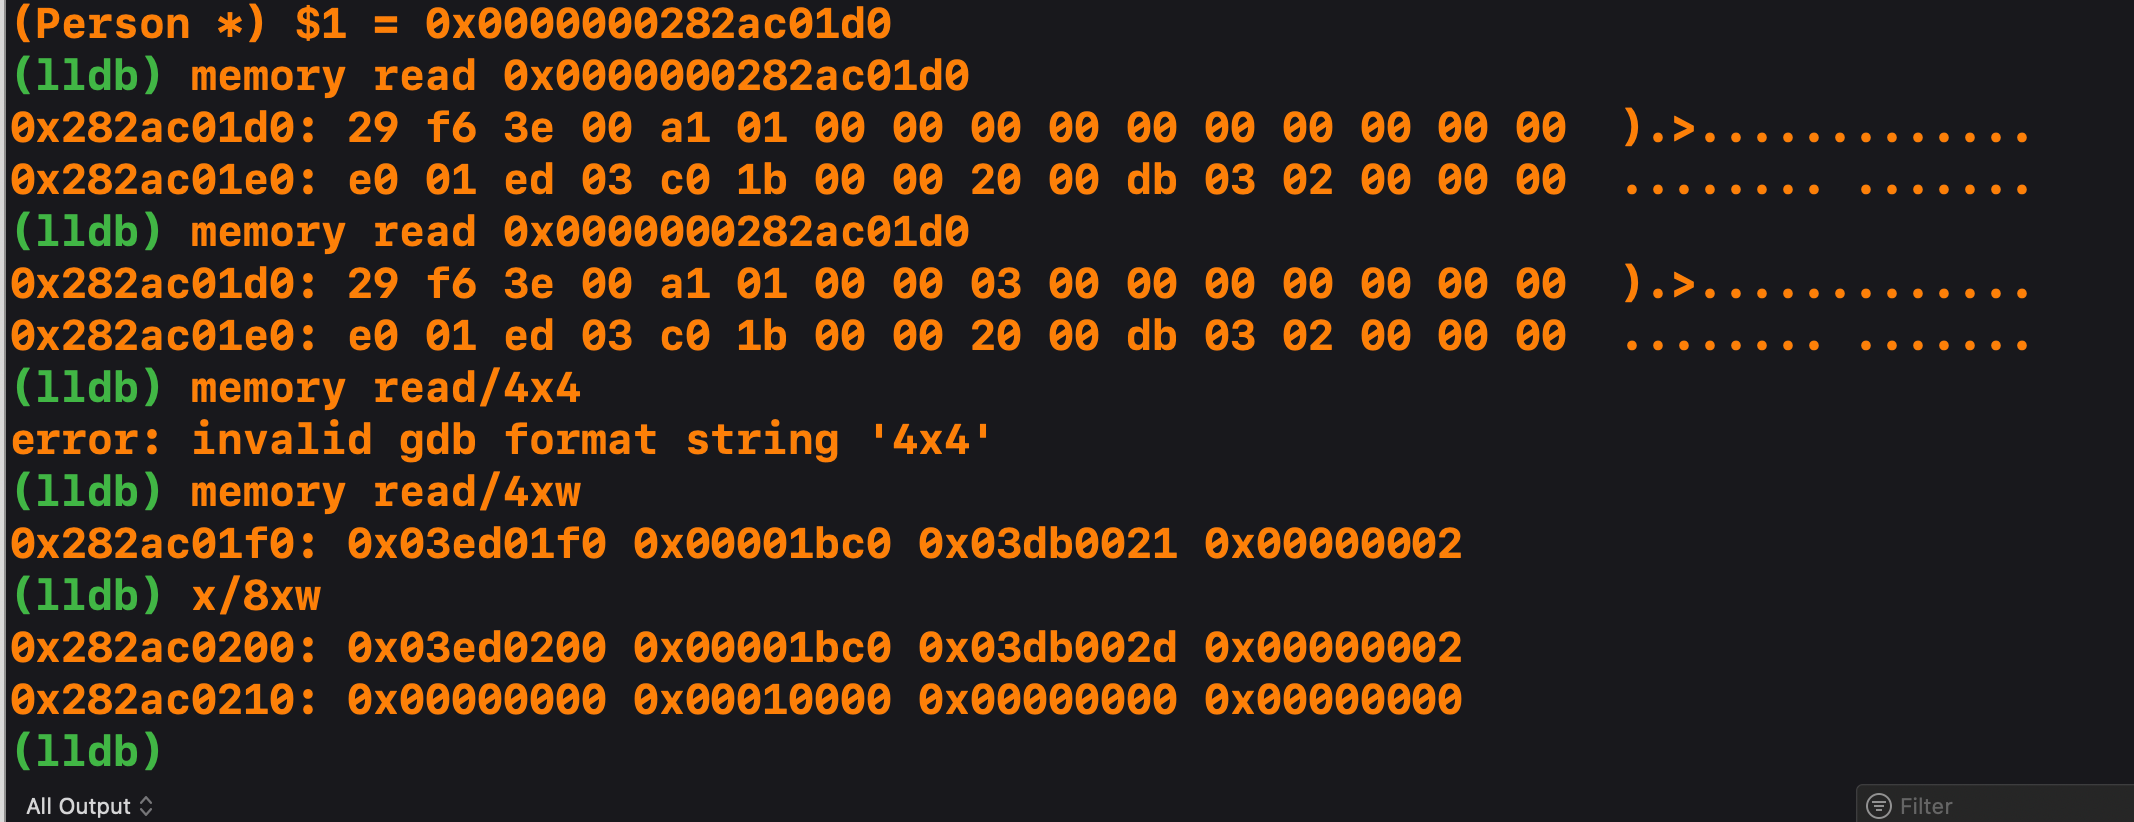 (Person *) $1 = 0x0000000282ac01d0
(lldb) memory read 0x0000000282ac01d0
0x282ac01d0: 29 f6 3e 00 a1 01 00 00 00 00 00 00 00 00 00 00  ).>.............
0x282ac01e0: e0 01 ed 03 c0 1b 00 00 20 00 db 03 02 00 00 00  ........ .......
(lldb) memory read 0x0000000282ac01d0
0x282ac01d0: 29 f6 3e 00 a1 01 00 00 03 00 00 00 00 00 00 00  ).>.............
0x282ac01e0: e0 01 ed 03 c0 1b 00 00 20 00 db 03 02 00 00 00  ........ .......
(lldb) memory read/4x4
error: invalid gdb format string '4x4'
(lldb) memory read/4xw
0x282ac01f0: 0x03ed01f0 0x00001bc0 0x03db0021 0x00000002
(lldb) x/8xw
0x282ac0200: 0x03ed0200 0x00001bc0 0x03db002d 0x00000002
0x282ac0210: 0x00000000 0x00010000 0x00000000 0x00000000
(lldb)
All Output
Filter